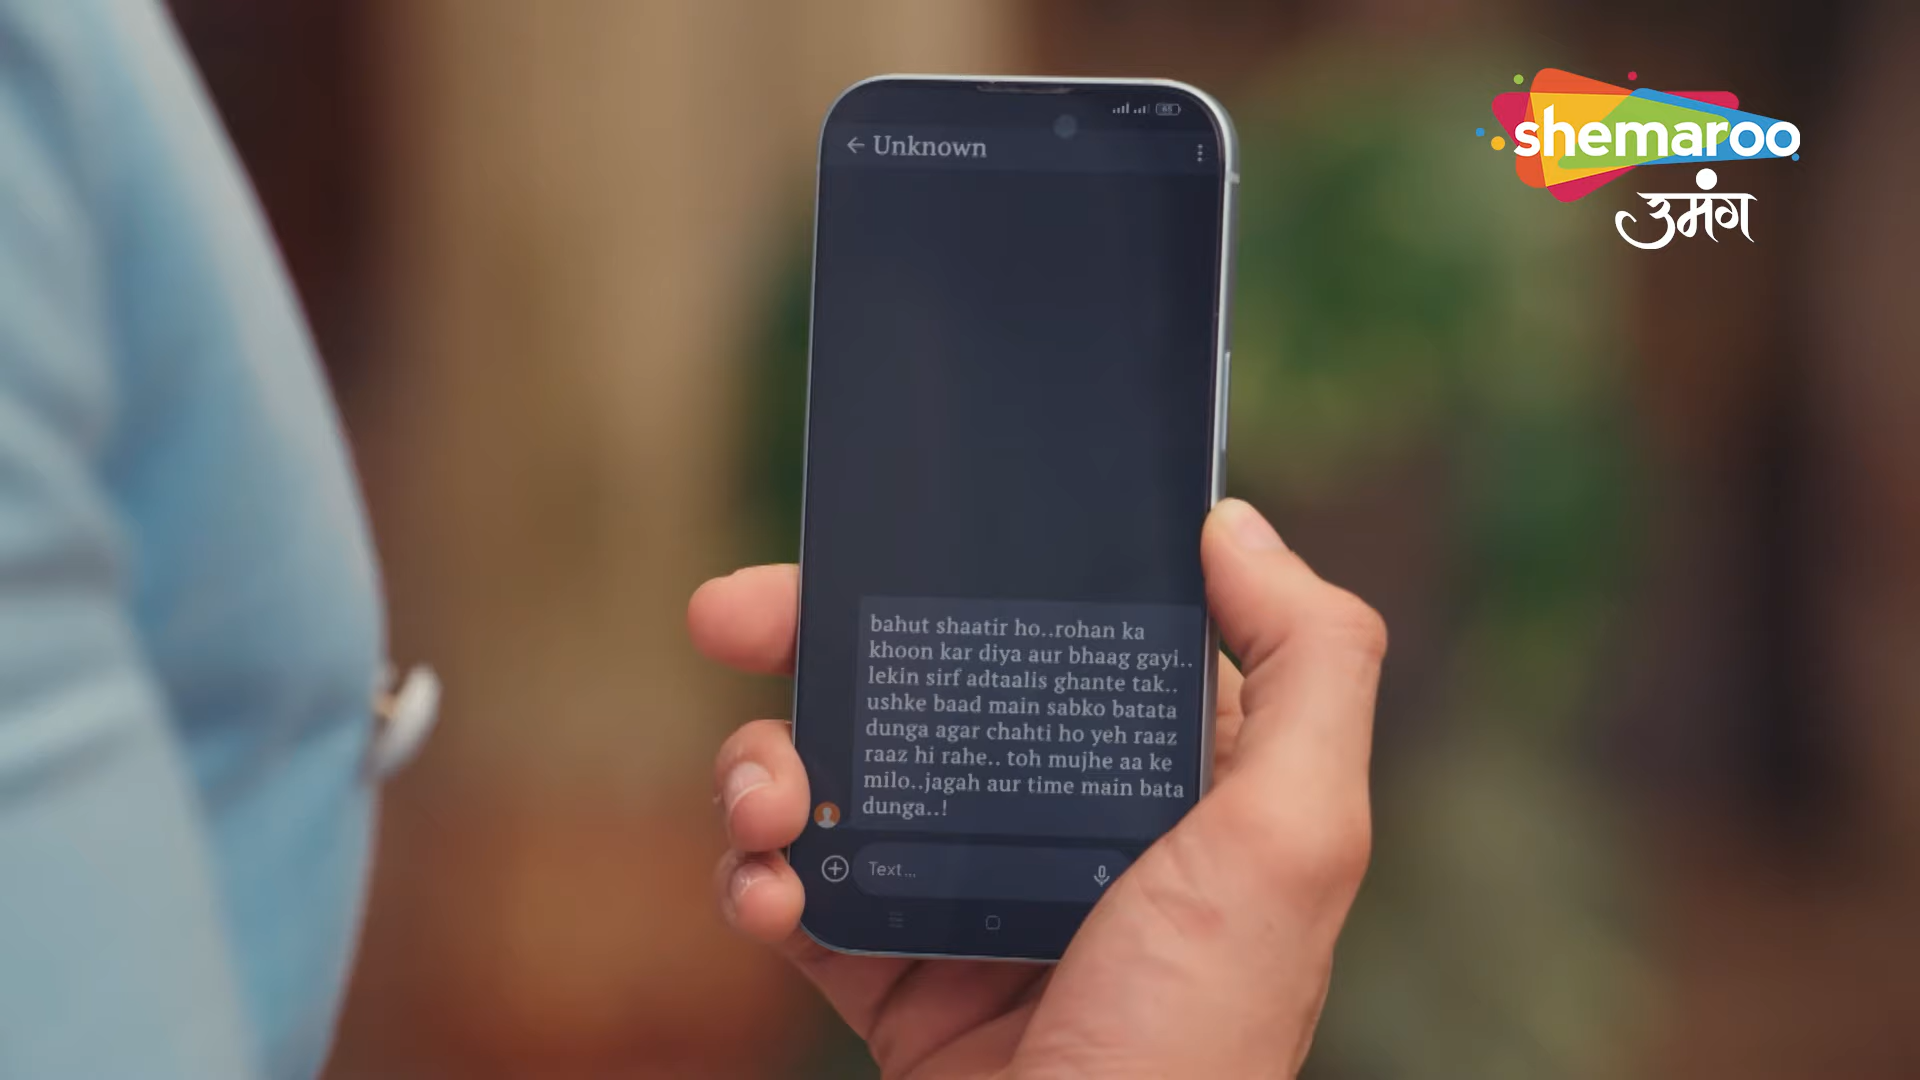 shemaroo
उमंग
65
← Unknown
bahut shaatir ho..rohan ka
khoon kar diya aur bhaag gayi..
lekin sirf adtaalis ghante tak..
ushke baad main sabko batata
dunga agar chahti ho yeh raaz
raaz hi rahe.. toh mujhe aa ke
milo..jagah aur time main bata
dunga..!
Text...